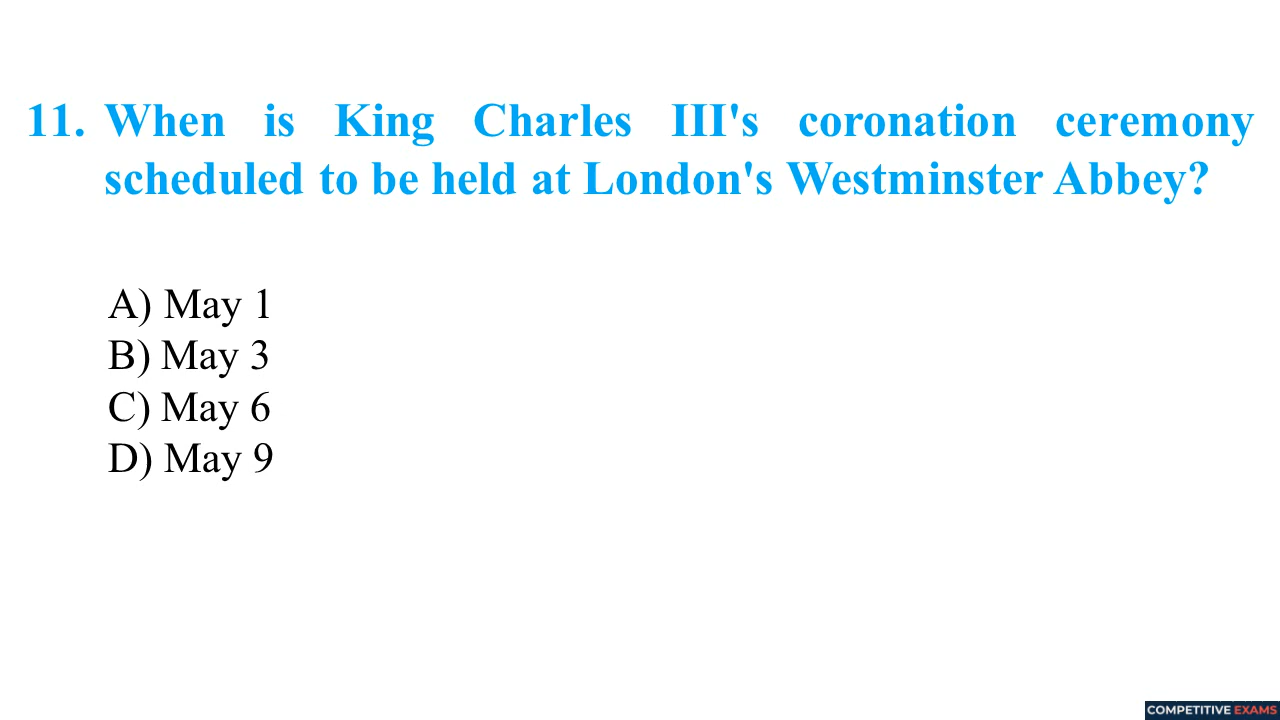 11. When is King Charles III's coronation ceremony
scheduled to be held at London's Westminster Abbey?
A) May 1
B) May 3
C) May 6
D) May 9
COMPETITIVE EXAMS